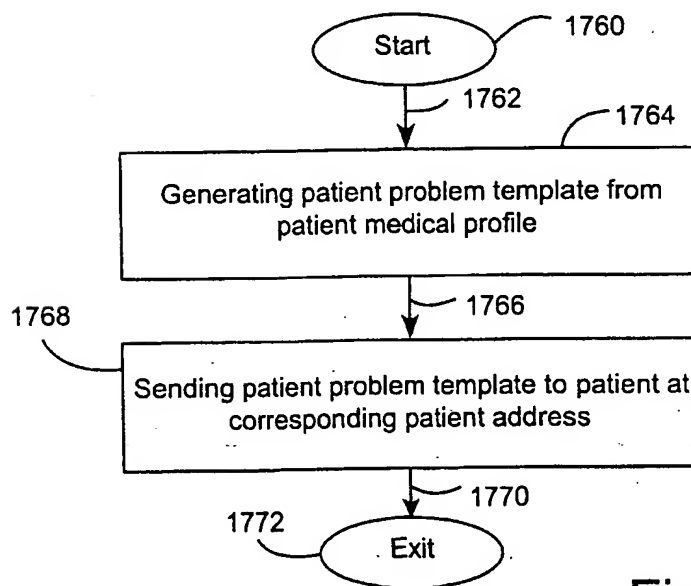 Start
1760
1762
1764
Generating patient problem template from
patient medical profile
1766
1768
Sending patient problem template to patient at
corresponding patient address
1770
1772
Exit